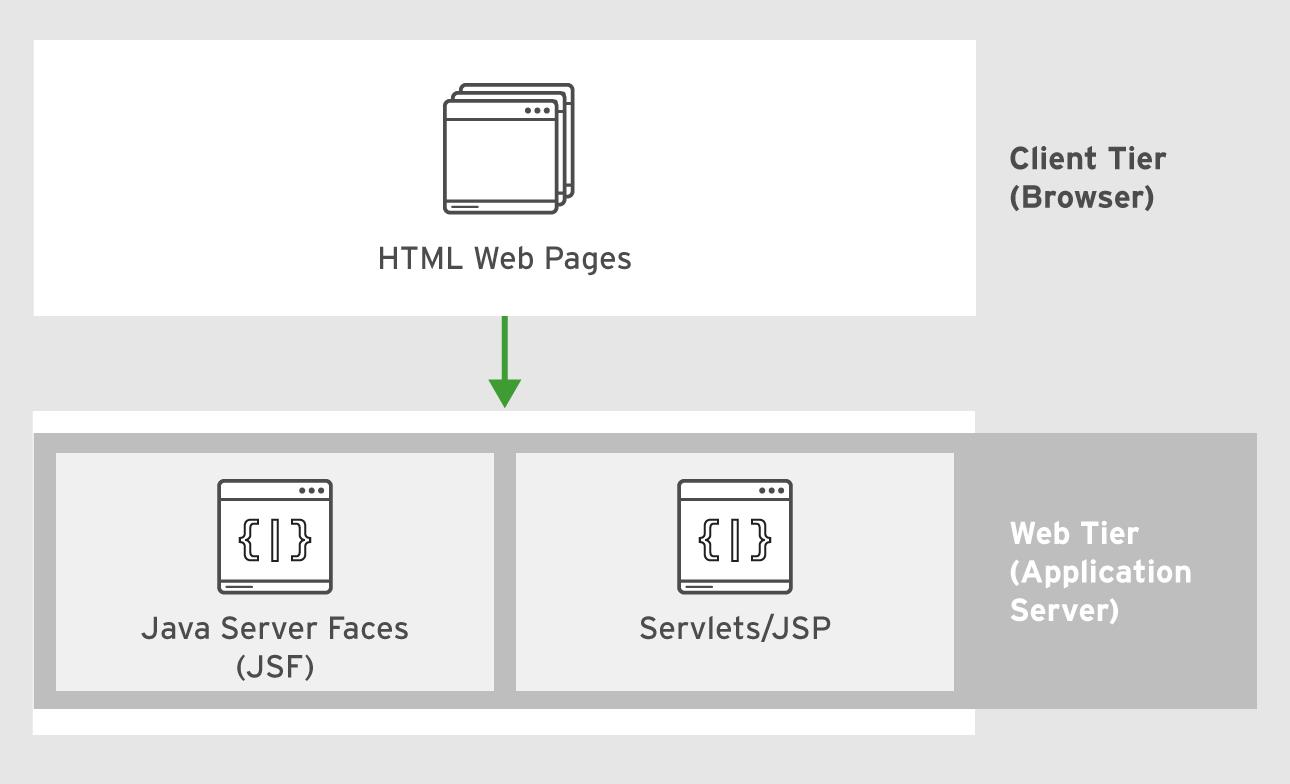 HTML Web Pages
Client Tier
(Browser)
Java Server Faces
(JSF)
Servlets/JSP
Web Tier
(Application
Server)